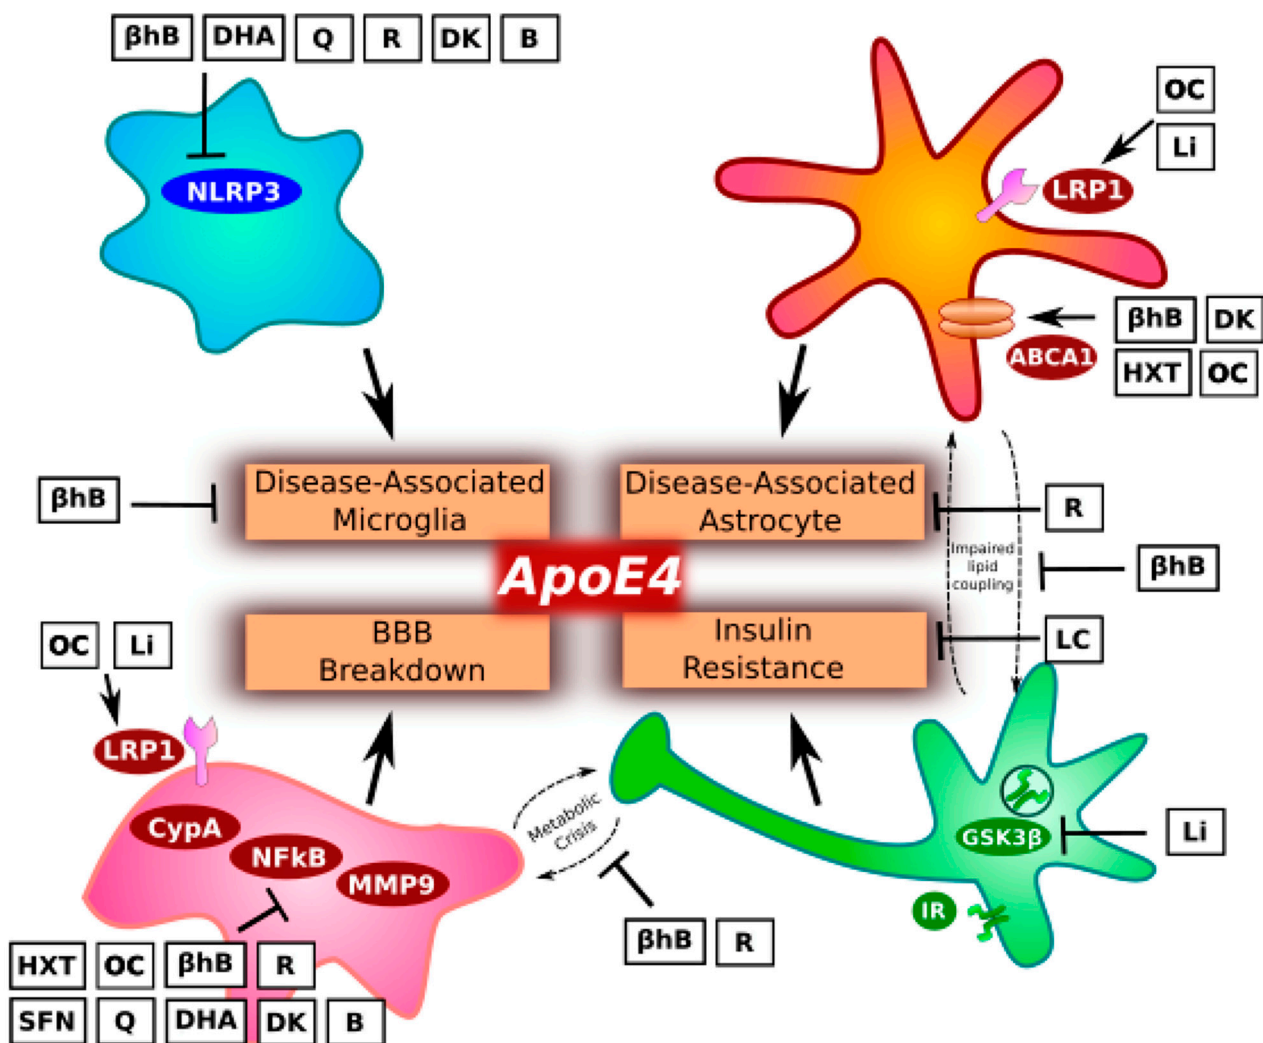 βhB DHA Q R DK B
NLRP3
OC
Li
LRP1
βhB DK
ABCA1
HXT OC
Disease-Associated
Microglia
Disease-Associated
Astrocyte
βhB
R
Impaired
lipid
coupling
βhB
ApoE4
BBB
Breakdown
Insulin
Resistance
LC
OC Li
LRP1
CypA
NFkB
MMP9
Metabolic
Crisis
GSK3β
Li
IR
βhB R
HXT OC βhB R
SFN Q DHA DK B